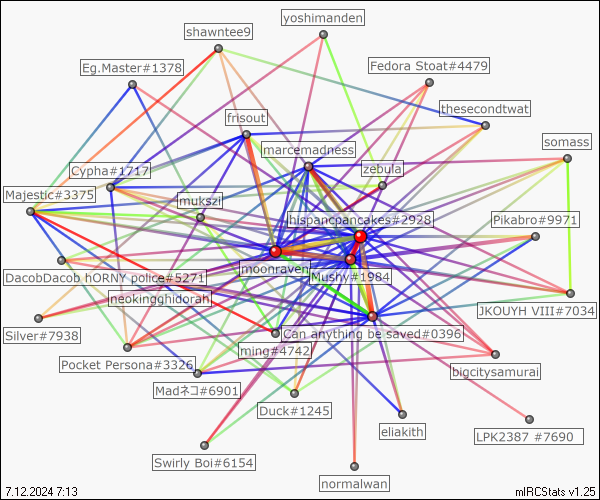 yoshimanden
shawntee9
Eg.Master#1378
Fedora Stoat#4479
thesecondtwat
frisout
marcemadness
somass
zebula
Cypha#1717
Majestic#3375
mukszi
hispancpancakes#2928
Pikabro#9971
moonraven
Mushy#1984
DacobDacob hORNY police#5271
neokingghidorah
JKOUYH VIII#7034
Silver#7938
Can anything be saved#0396
ming#4742
Pocket Persona#3326
bigcitysamurai
Madネコ#6901
Duck#1245
eliakith
LPK2387 #7690
Swirly Boi#6154
normalwan
7.12.2024 7:13
mIRCStats v1.25